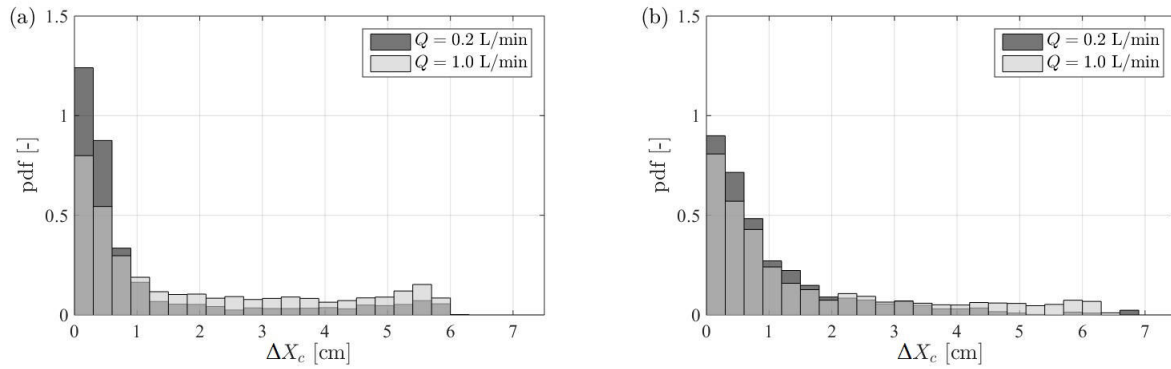 (a)
1.5
1
0.5
0
pdf [-]
0 1 2 3 4 5 6 7
ΔX_c [cm]
Q = 0.2 L/min
Q = 1.0 L/min
(b)
1.5
1
0.5
0
pdf [-]
0 1 2 3 4 5 6 7
ΔX_c [cm]
Q = 0.2 L/min
Q = 1.0 L/min